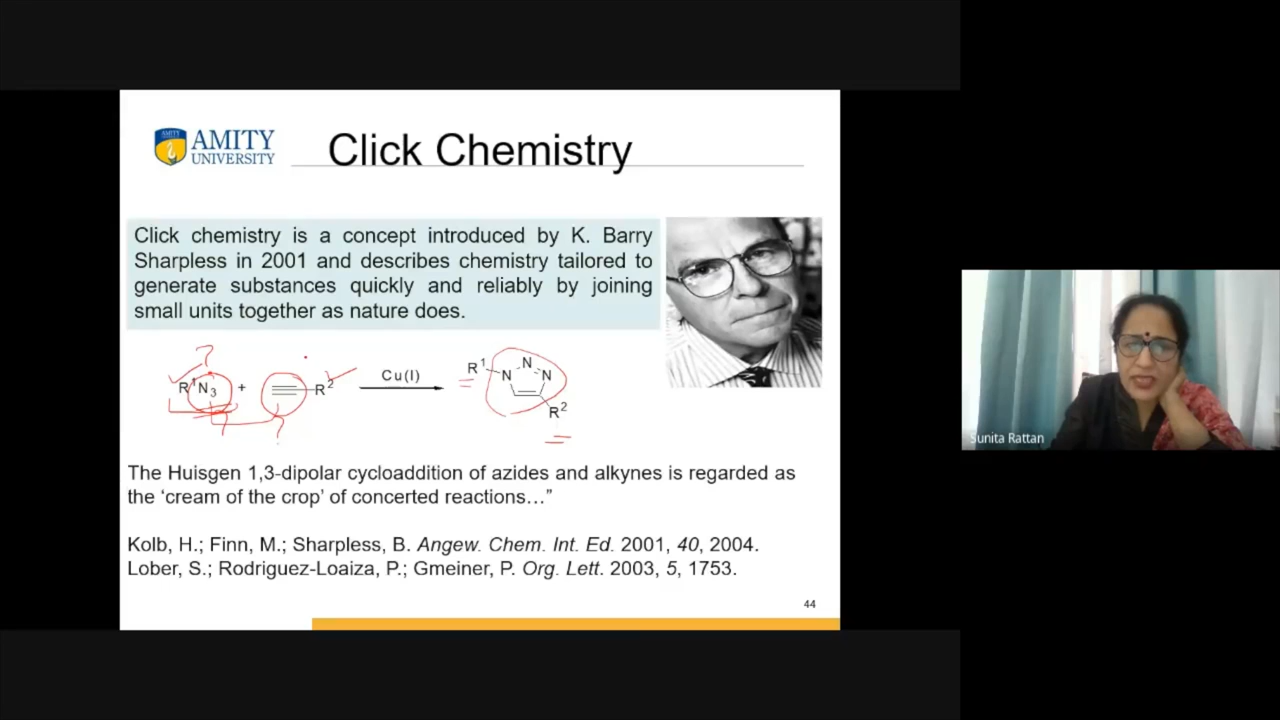 AMITY
UNIVERSITY
Click Chemistry
Click chemistry is a concept introduced by K. Barry
Sharpless in 2001 and describes chemistry tailored to
generate substances quickly and reliably by joining
small units together as nature does.
R¹N₃ + R² Cu(I) R¹ N N N R²
The Huisgen 1,3-dipolar cycloaddition of azides and alkynes is regarded as
the ‘cream of the crop’ of concerted reactions…”
Kolb, H.; Finn, M.; Sharpless, B. Angew. Chem. Int. Ed. 2001, 40, 2004.
Lober, S.; Rodriguez-Loaiza, P.; Gmeiner, P. Org. Lett. 2003, 5, 1753.
44
Sunita Rattan